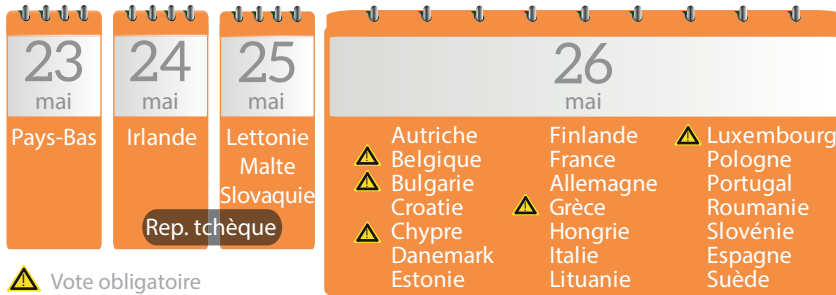 23
mai
Pays-Bas
24
mai
Irlande
25
mai
Lettonie
Malte
Slovaquie
Rep. tchèque
26
mai
Autriche
Belgique
Bulgarie
Croatie
Chypre
Danemark
Estonie
Finlande
France
Allemagne
Grèce
Hongrie
Italie
Lituanie
Luxembourg
Pologne
Portugal
Roumanie
Slovénie
Espagne
Suède
Vote obligatoire